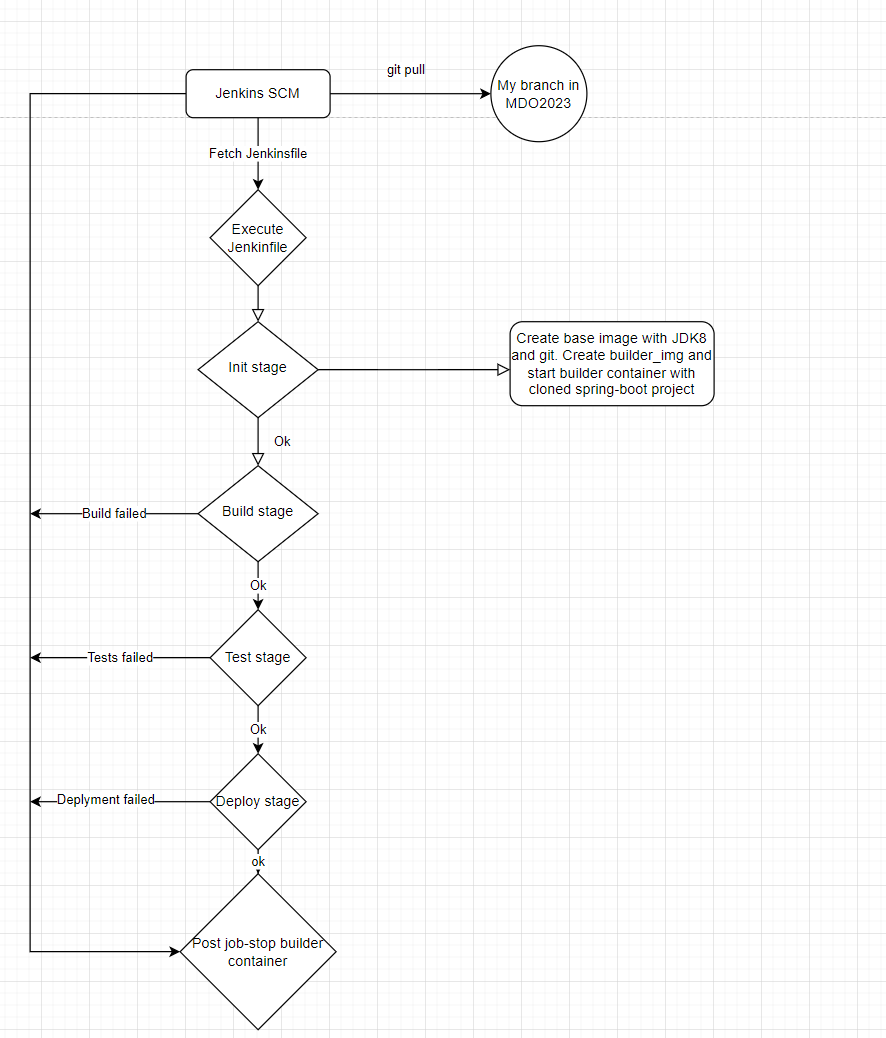 git pull
Jenkins SCM
My branch in
MDO2023
Fetch Jenkinsfile
Execute
Jenkinfile
Init stage
Create base image with JDK8
and git. Create builder_img and
start builder container with
cloned spring-boot project
Ok
Build failed
Build stage
Ok
Tests failed
Test stage
Ok
Deplyment failed
Deploy stage
ok
Post job-stop builder
container